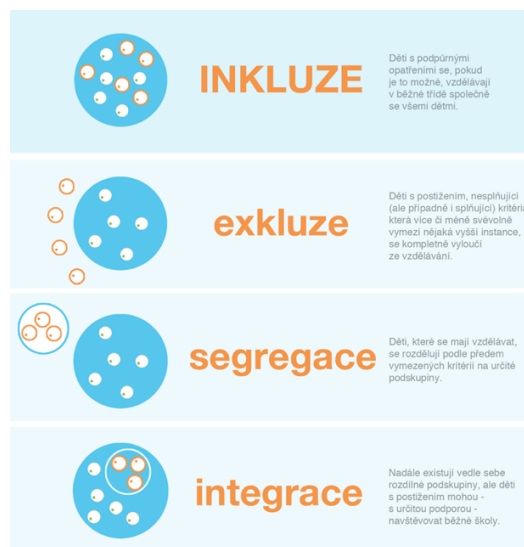 INKLUZE
Děti s podpůrnými
opatřeními se, pokud
je to možné, vzdělávají
v běžné třídě společně
se všemi dětmi.
exkluze
Děti s postižením, nesplňující
(ale případně i splňující) kritéria
která více či méně svévolně
vymezí nějaká vyšší instance,
se kompletně vyloučí
ze vzdělávání.
segregace
Děti, které se mají vzdělávat,
se rozdělují podle předem
vymezených kritérií na určité
podskupiny.
integrace
Nadále existují vedle sebe
rozdílné podskupiny, ale děti
s postižením mohou -
s určitou podporou -
navštěvovat běžné školy.